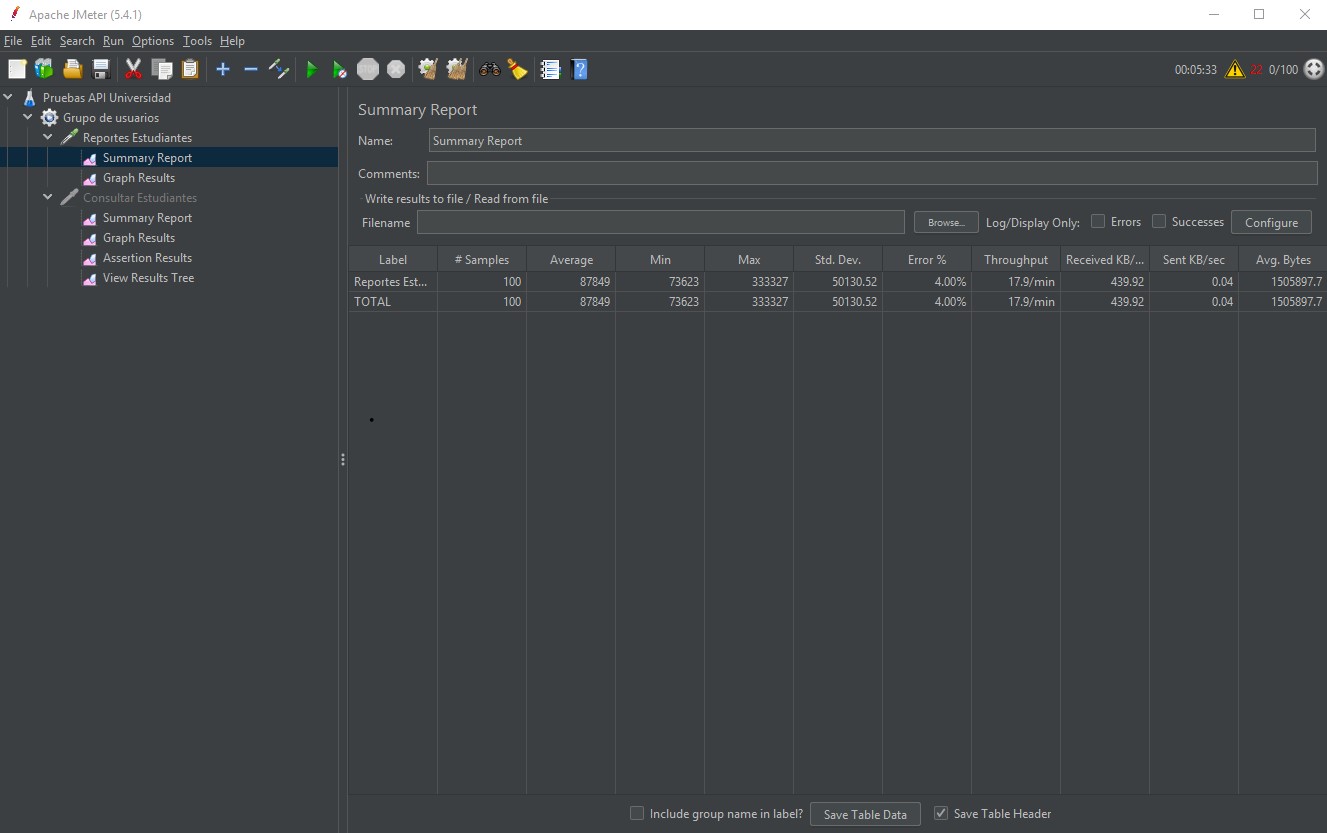 Apache JMeter (5.4.1)
File Edit Search Run Options Tools Help
STOP 00:05:33 22 0/100
Pruebas API Universidad
Grupo de usuarios
Reportes Estudiantes
Summary Report
Graph Results
Consultar Estudiantes
Summary Report
Graph Results
Assertion Results
View Results Tree
Summary Report
Name: Summary Report
Comments:
Write results to file / Read from file
Filename Browse... Log/Display Only: Errors Successes Configure
Label # Samples Average Min Max Std. Dev. Error % Throughput Received KB/... Sent KB/sec Avg. Bytes
Reportes Est... 100 87849 73623 333327 50130.52 4.00% 17.9/min 439.92 0.04 1505897.7
TOTAL 100 87849 73623 333327 50130.52 4.00% 17.9/min 439.92 0.04 1505897.7
Include group name in label? Save Table Data Save Table Header